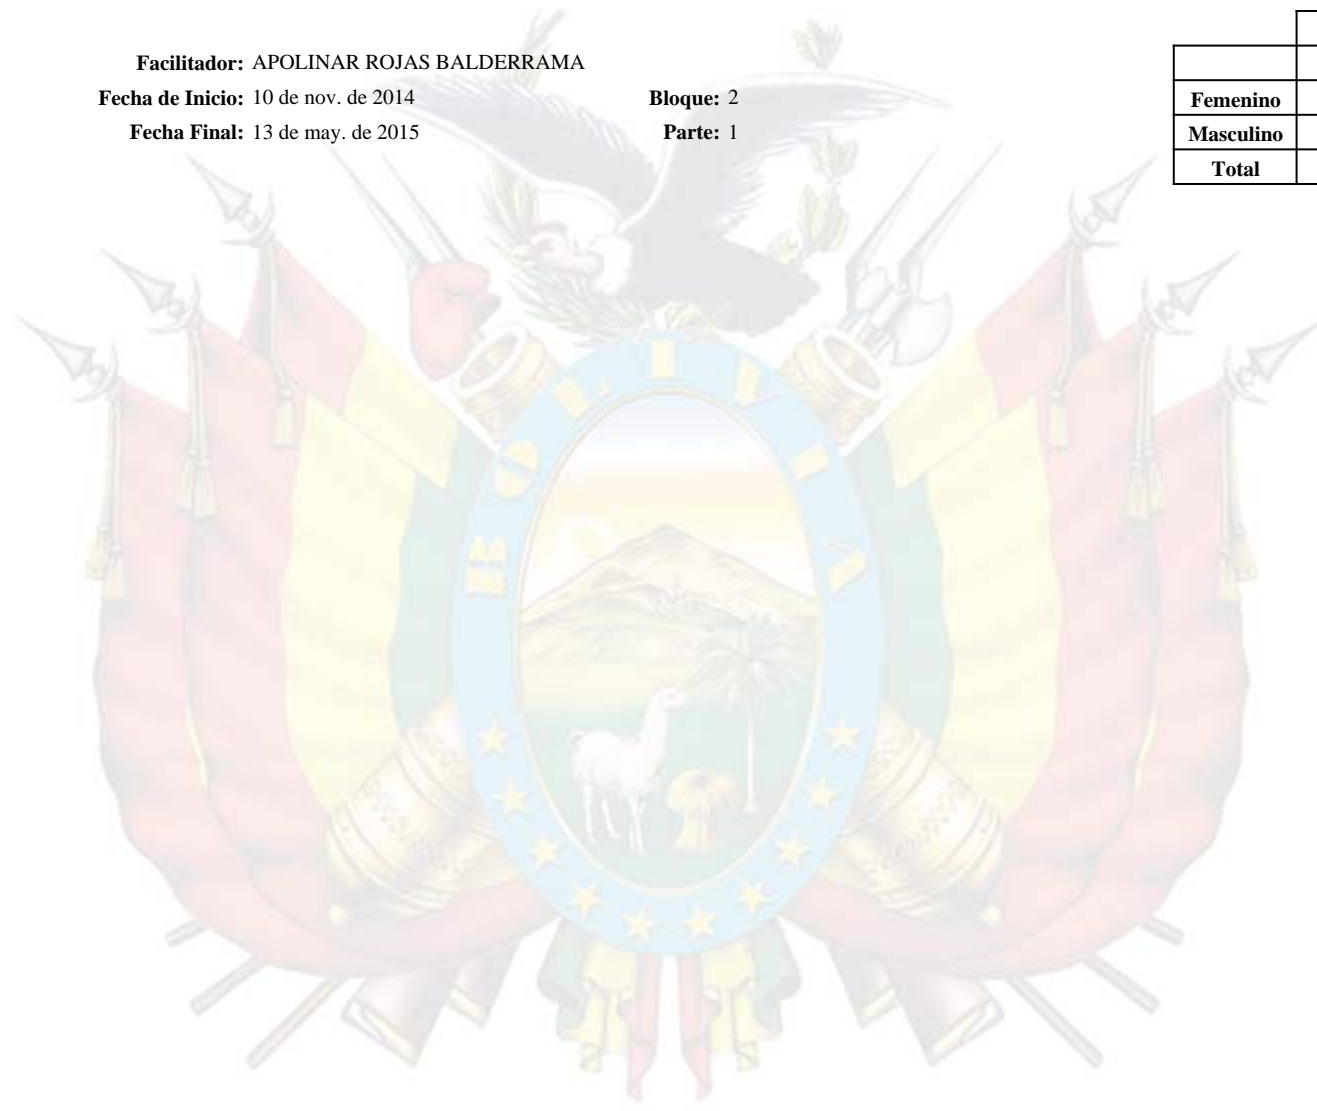 Facilitador: APOLINAR ROJAS BALDERRAMA
Fecha de Inicio: 10 de nov. de 2014 Bloque: 2
Fecha Final: 13 de may. de 2015 Parte: 1
Femenino
Masculino
Total
BOLIVIA